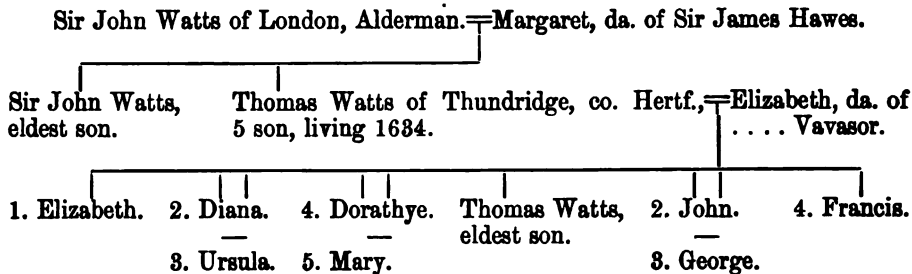 Sir John Watts of London, Alderman.=Margaret, da. of Sir James Hawes.
Sir John Watts, Thomas Watts of Thundridge, co. Hertf.,=Elizabeth, da. of
eldest son. 5 son, living 1634. .... Vavasor.
1. Elizabeth. 2. Diana. 4. Dorathye. Thomas Watts, 2. John. 4. Francis.
eldest son.
3. Ursula. 5. Mary. 3. George.